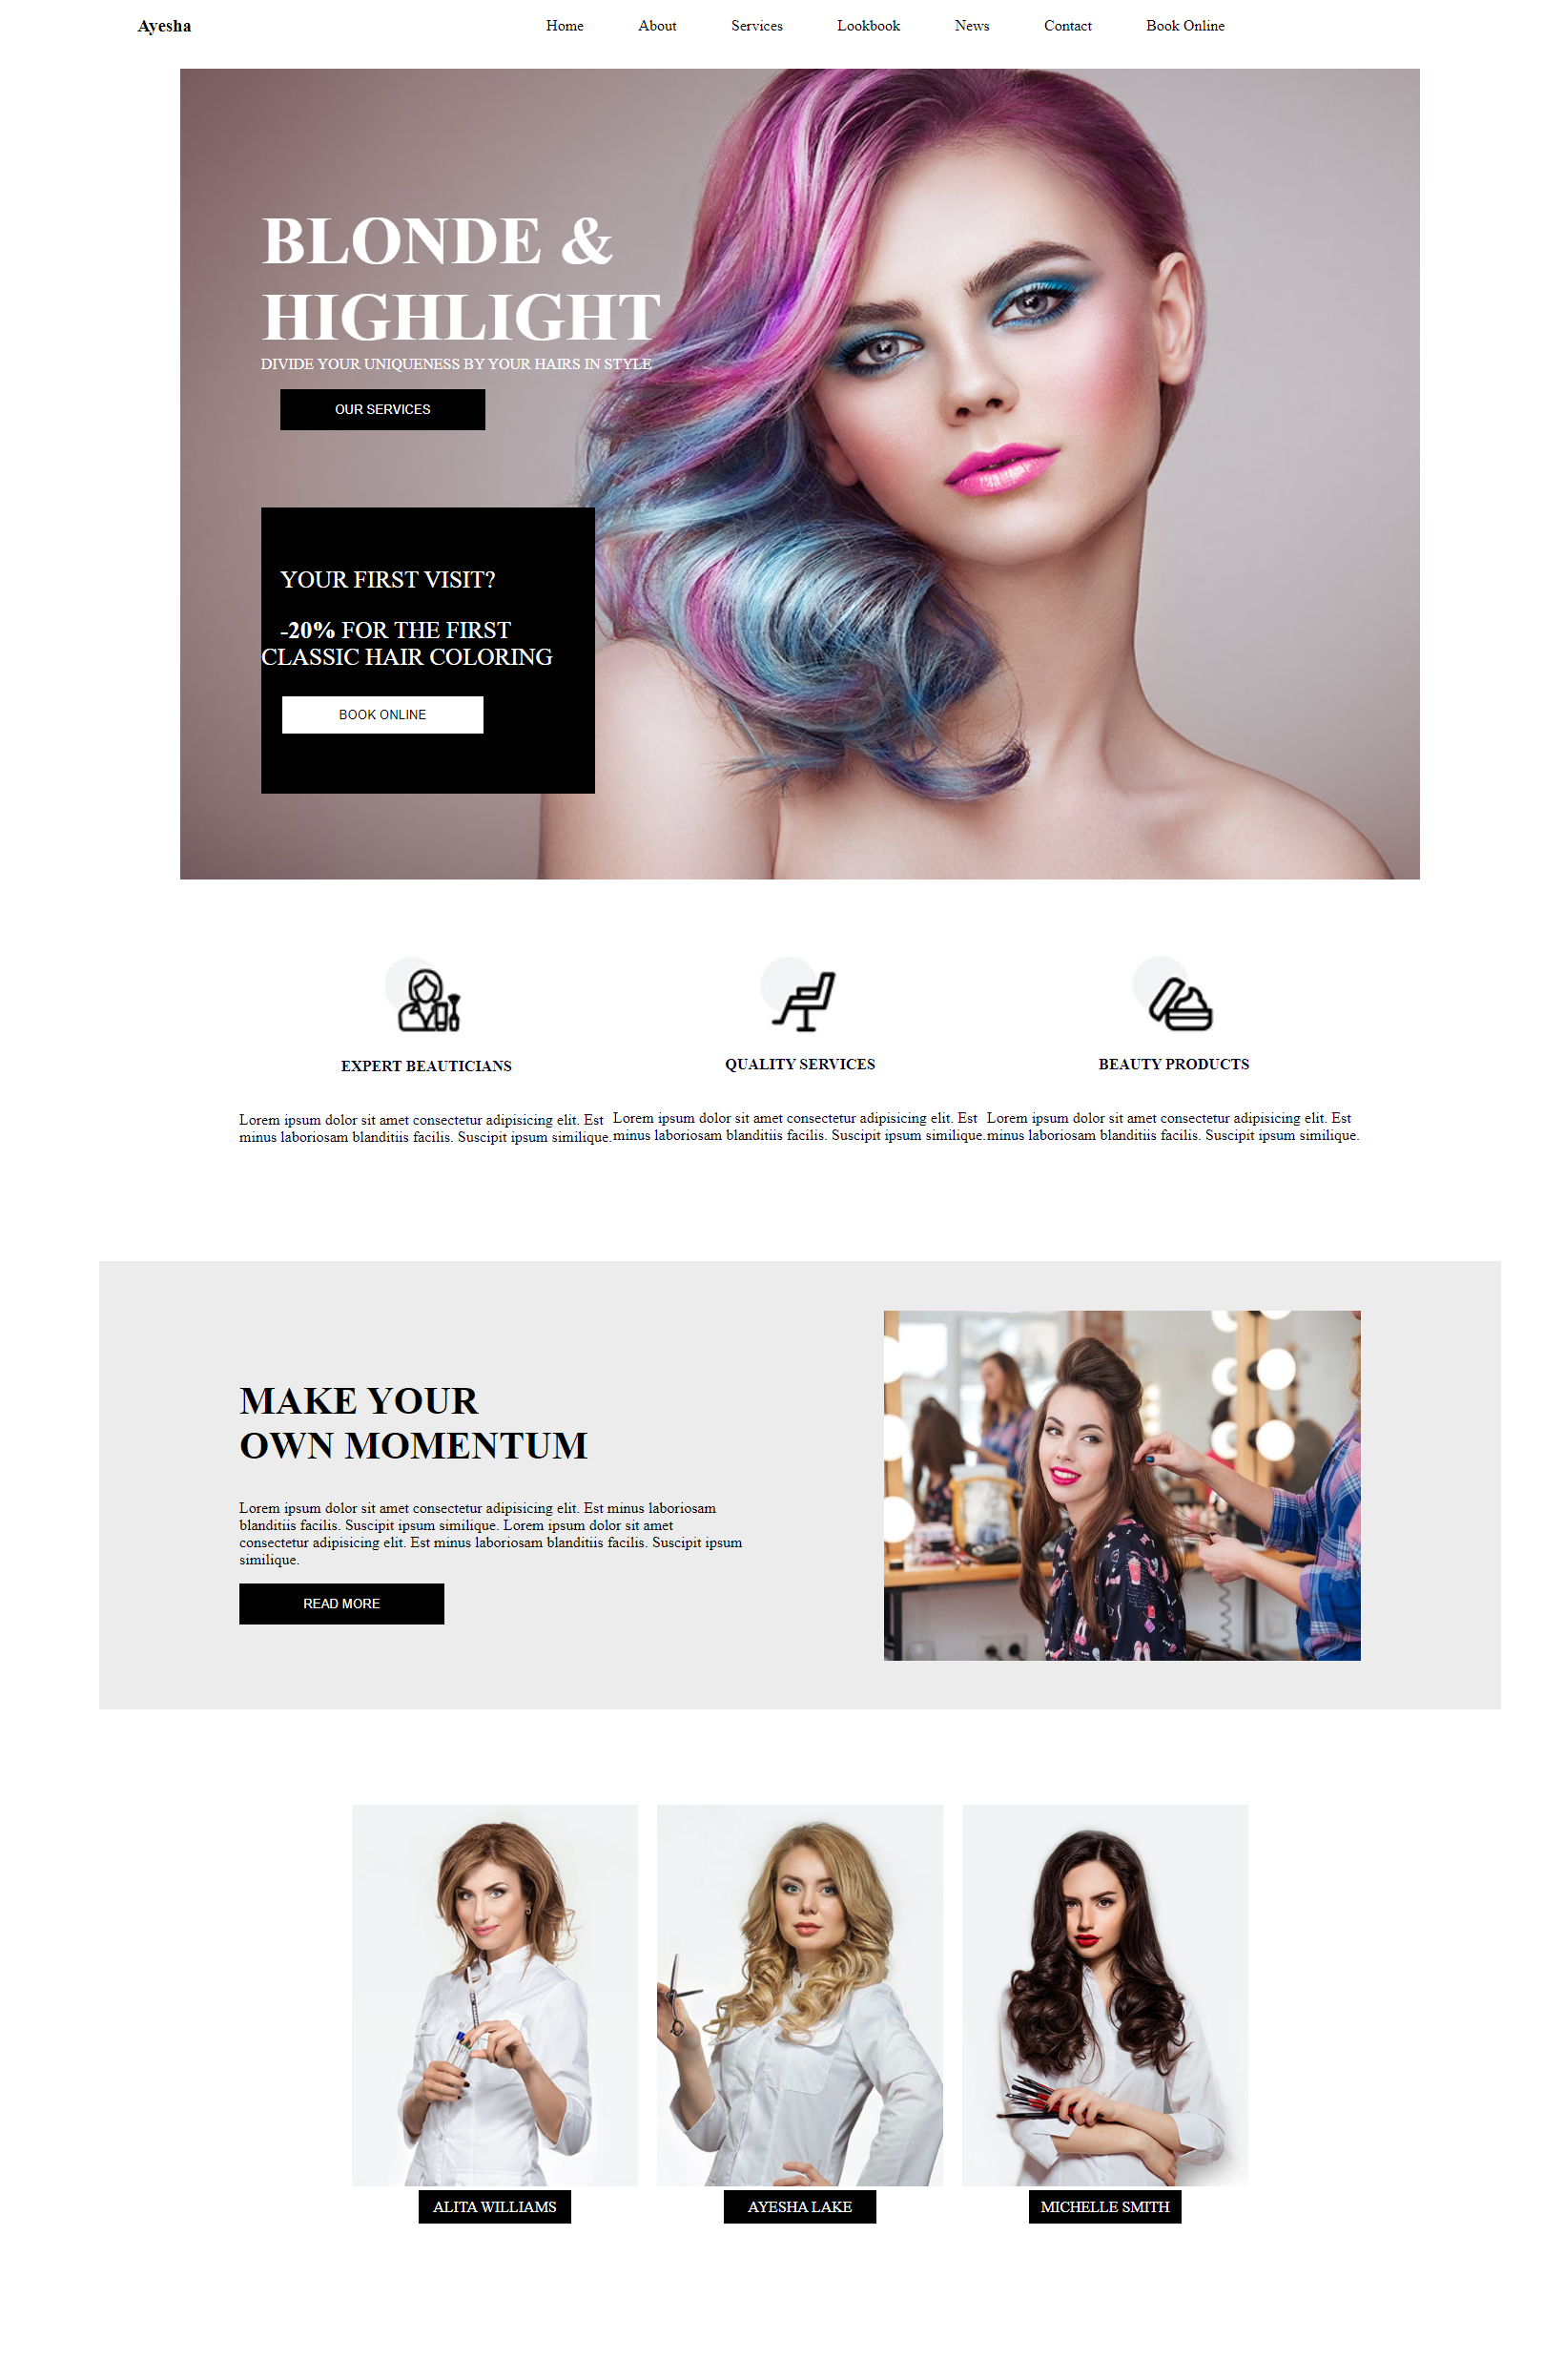 Ayesha
Home About Services Lookbook News Contact Book Online
BLONDE &
HIGHLIGHT
DIVIDE YOUR UNIQUENESS BY YOUR HAIRS IN STYLE
OUR SERVICES
YOUR FIRST VISIT?
-20% FOR THE FIRST
CLASSIC HAIR COLORING
BOOK ONLINE
EXPERT BEAUTICIANS
Lorem ipsum dolor sit amet consectetur adipisicing elit. Est
minus laboriosam blanditiis facilis. Suscipit ipsum similique.
QUALITY SERVICES
Lorem ipsum dolor sit amet consectetur adipisicing elit. Est
minus laboriosam blanditiis facilis. Suscipit ipsum similique.
BEAUTY PRODUCTS
Lorem ipsum dolor sit amet consectetur adipisicing elit. Est
minus laboriosam blanditiis facilis. Suscipit ipsum similique.
MAKE YOUR
OWN MOMENTUM
Lorem ipsum dolor sit amet consectetur adipisicing elit. Est minus laboriosam
blanditiis facilis. Suscipit ipsum similique. Lorem ipsum dolor sit amet
consectetur adipisicing elit. Est minus laboriosam blanditiis facilis. Suscipit ipsum
similique.
READ MORE
ALITA WILLIAMS
AYESHA LAKE
MICHELLE SMITH